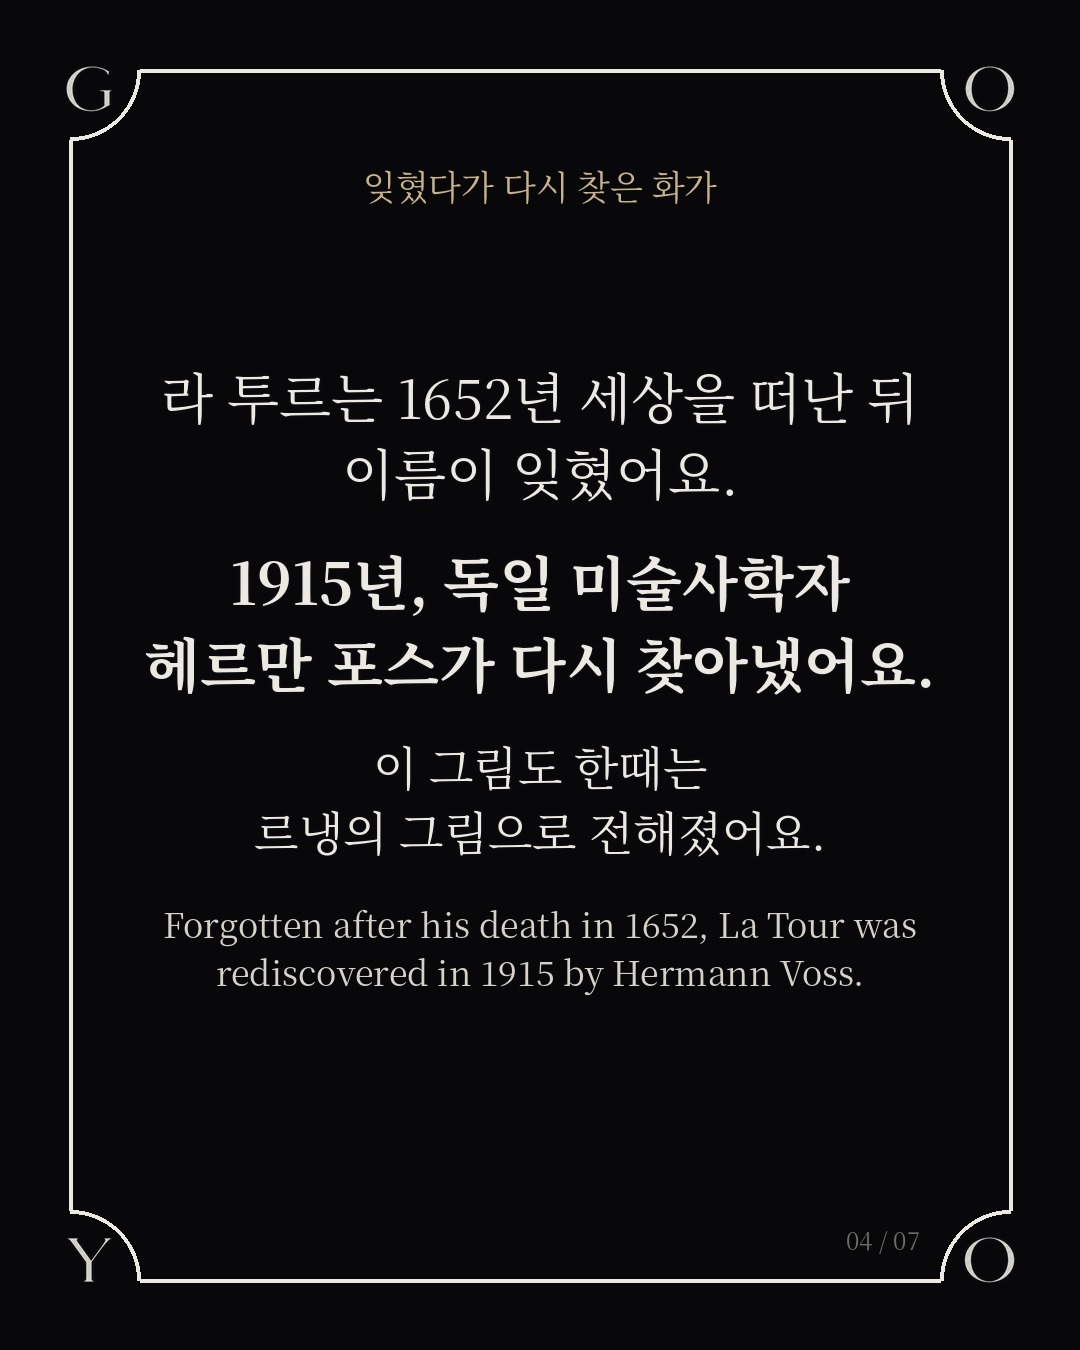 G O
잊혔다가 다시 찾은 화가
라 투르는 1652년 세상을 떠난 뒤
이름이 잊혔어요.
1915년, 독일 미술사학자
헤르만 포스가 다시 찾아냈어요.
이 그림도 한때는
르냉의 그림으로 전해졌어요.
Forgotten after his death in 1652, La Tour was
rediscovered in 1915 by Hermann Voss.
04 / 07
Y O